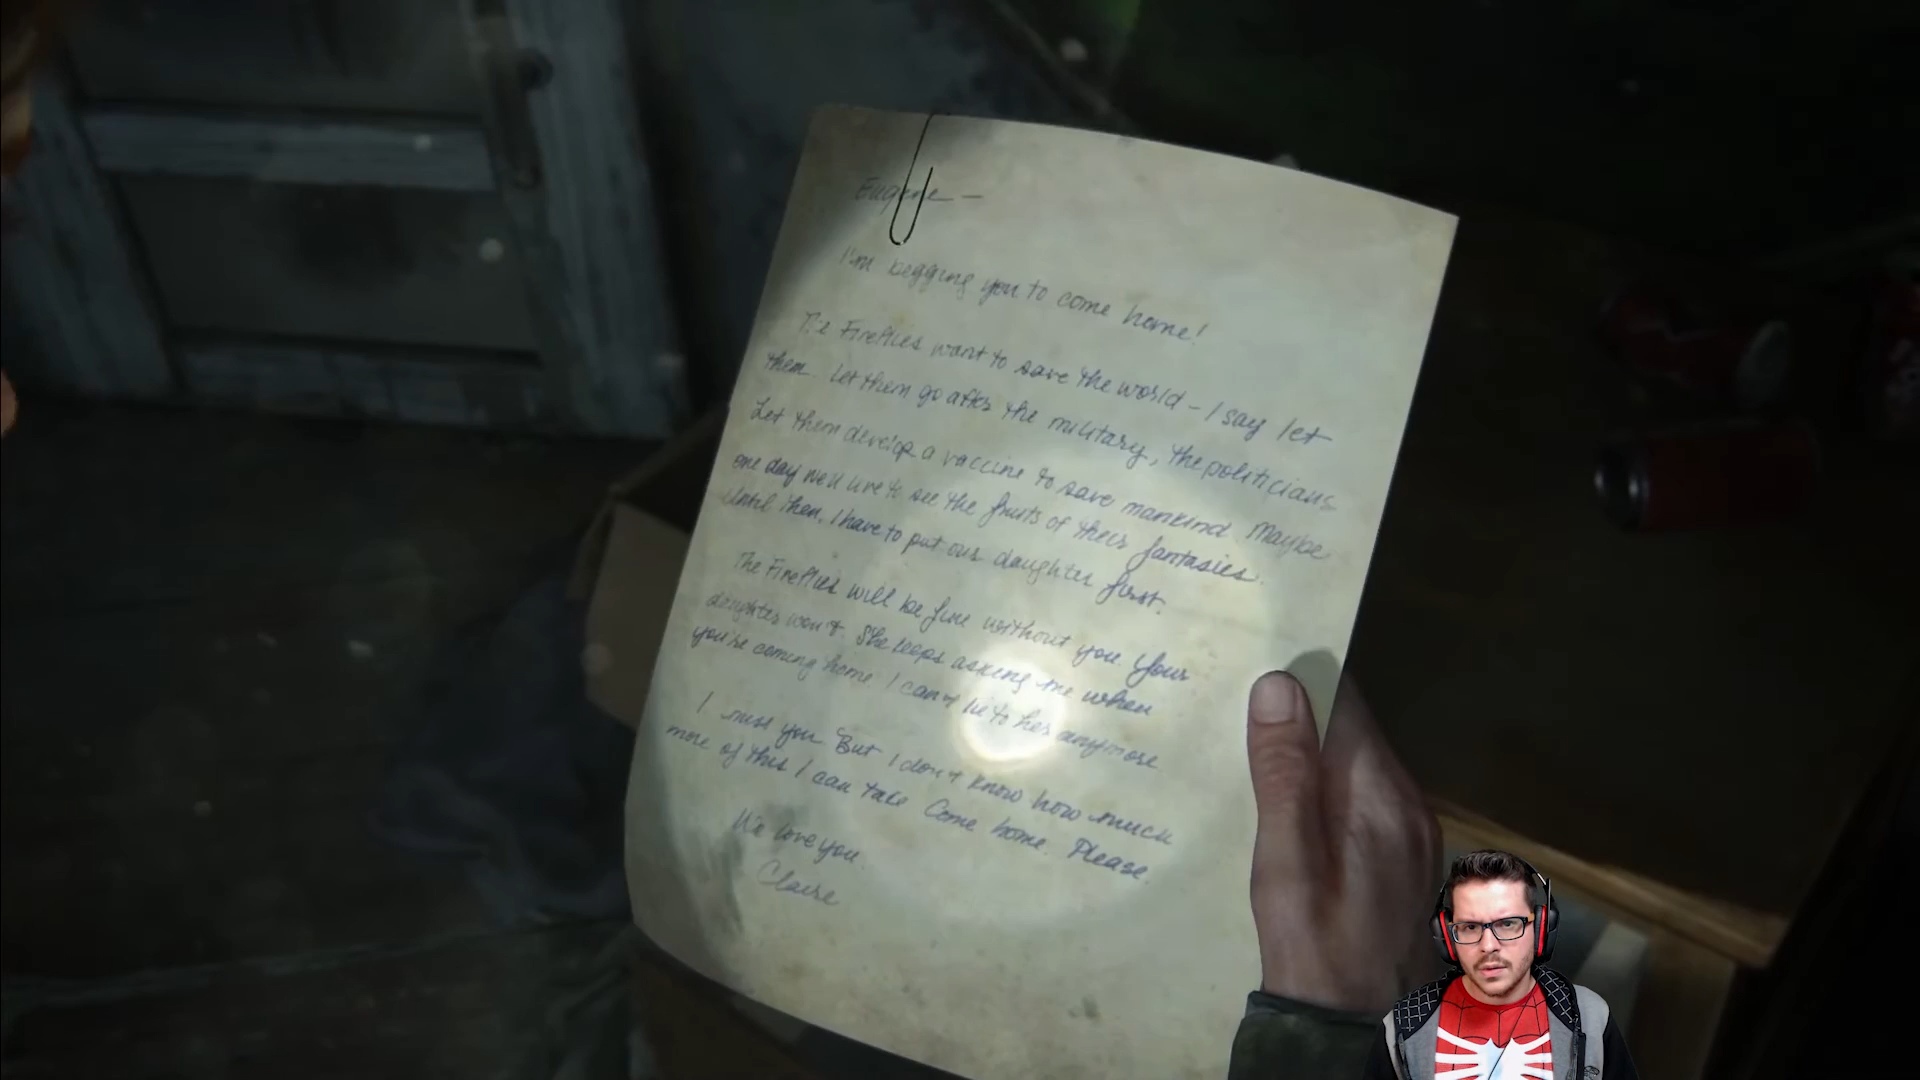 Eugene —
I'm begging you to come home!
The Fireflies want to save the world - I say let
them. Let them go after the military, the politicians.
Let them develop a vaccine to save mankind. Maybe
one day we'll live to see the fruits of their fantasies.
Until then, I have to put our daughter first.
The Fireflies will be fine without you. Your
daughter won't. She keeps asking me when
you're coming home. I can't lie to her anymore.
I miss you. But I don't know how much
more of this I can take. Come home. Please.
We love you.
Claire